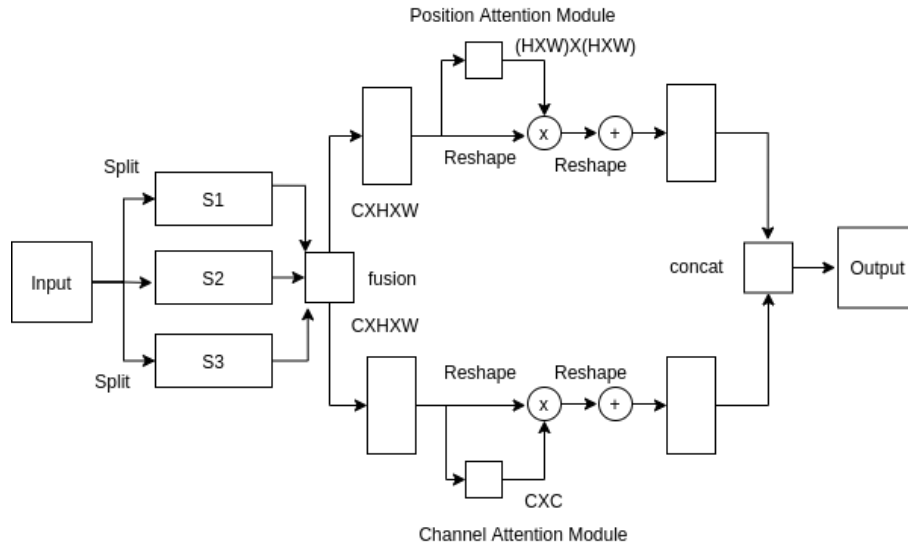 Position Attention Module
(HXW)X(HXW)
x
+
Reshape
Reshape
Split
S1
CXHXW
Input
S2
fusion
concat
Output
CXHXW
S3
Split
Reshape
Reshape
x
+
CXC
Channel Attention Module